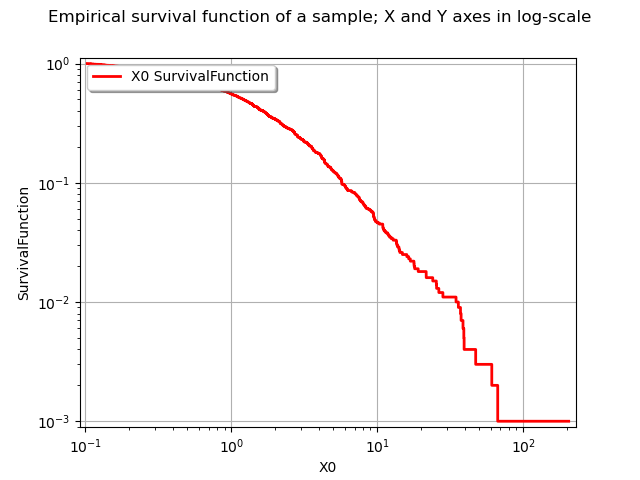 Empirical survival function of a sample; X and Y axes in log-scale
X0 SurvivalFunction
SurvivalFunction
10⁰
10⁻¹
10⁻²
10⁻³
10⁻¹
10⁰
10¹
10²
X0